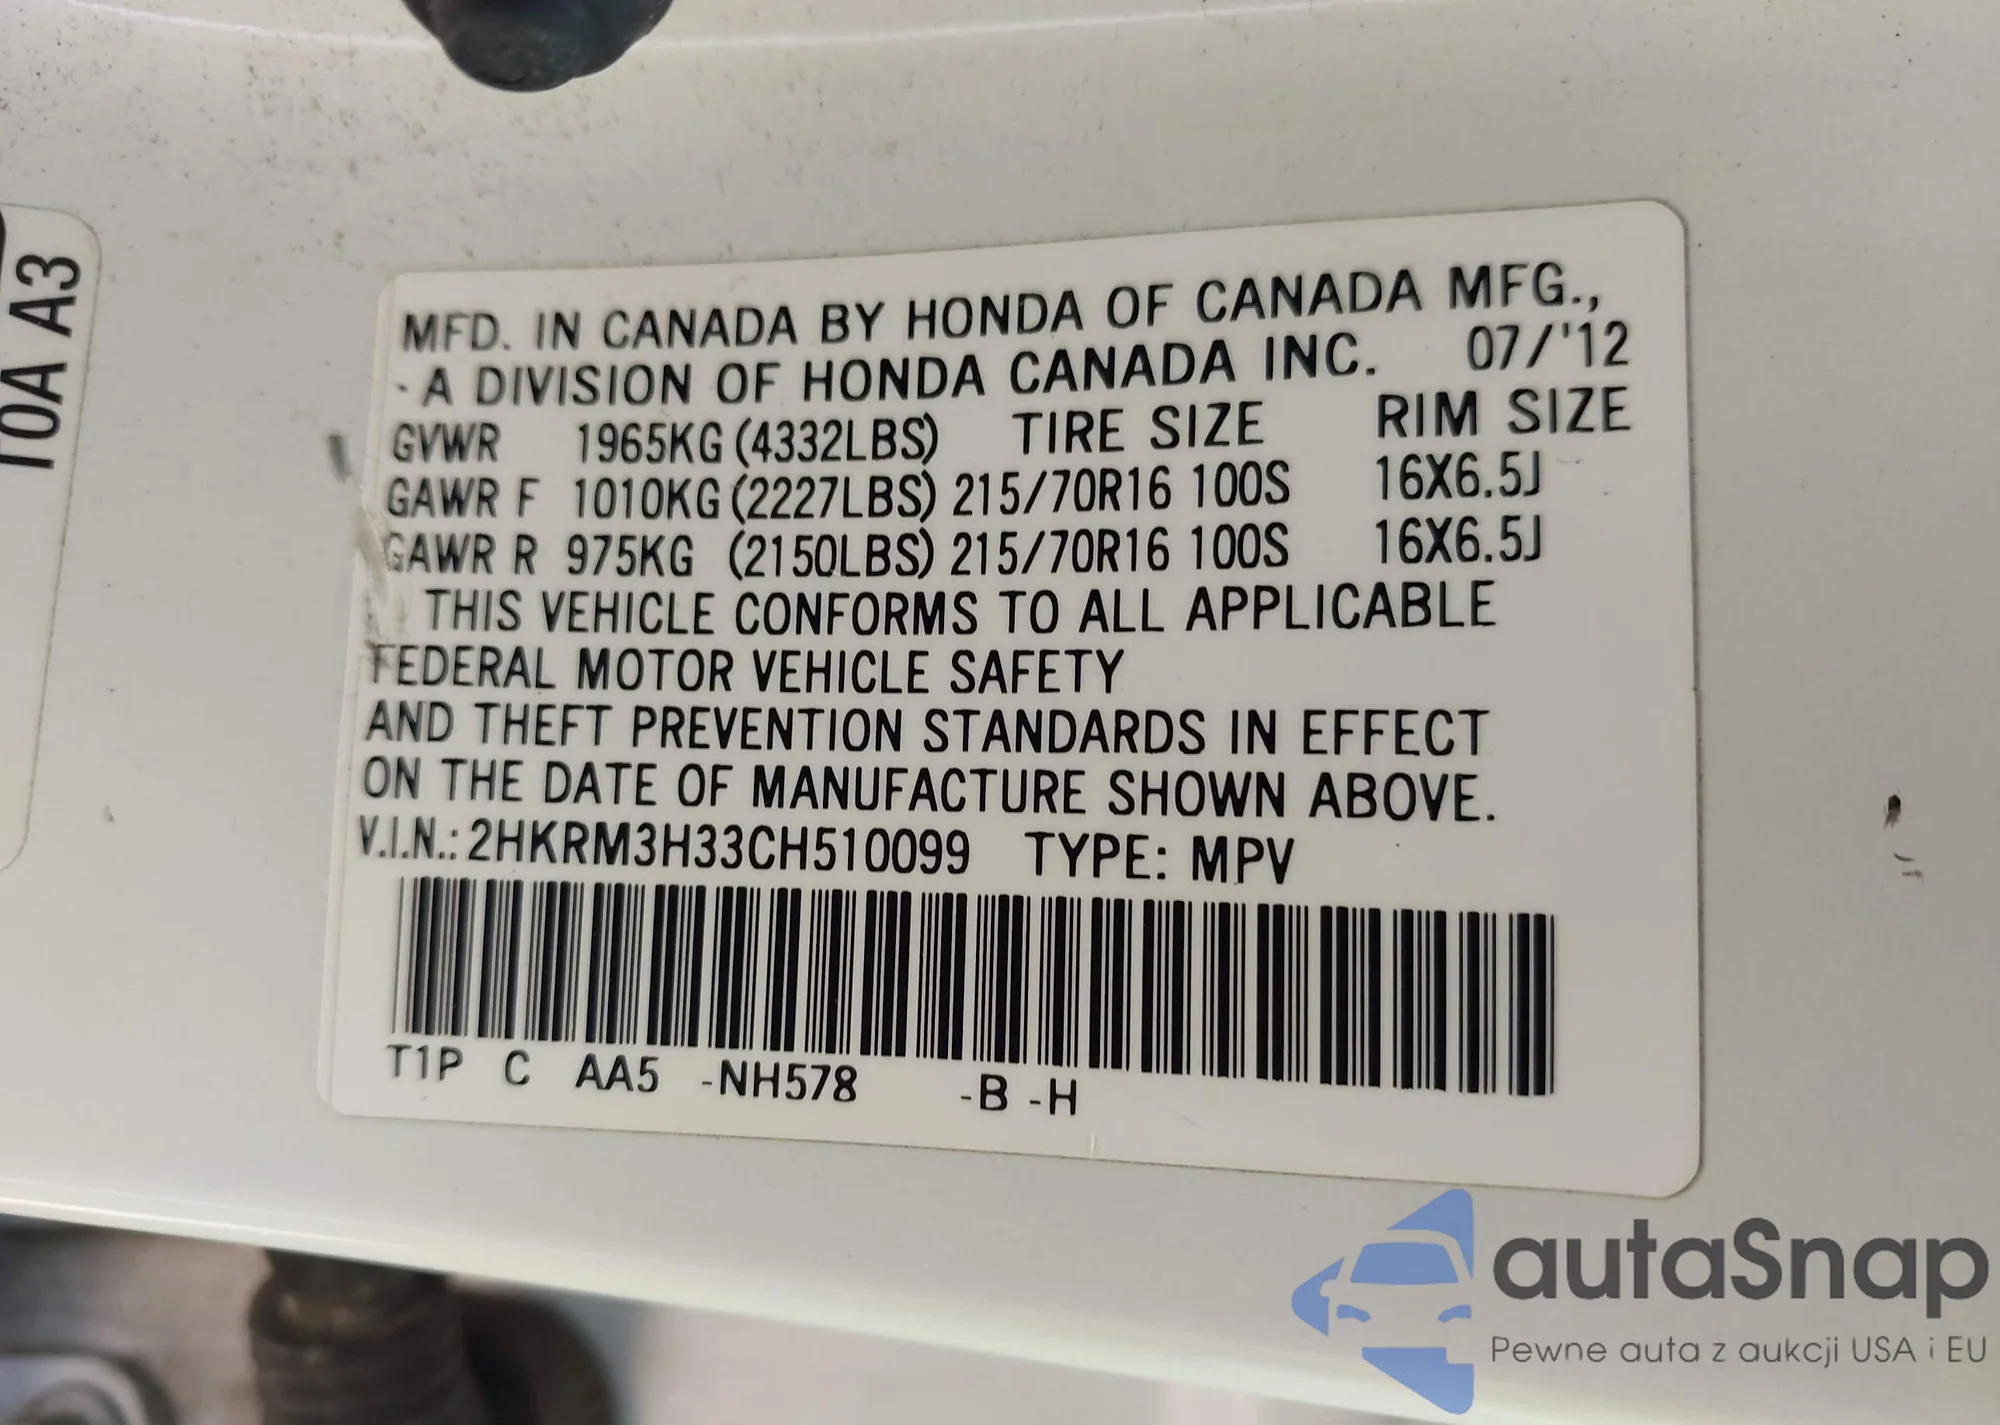 T0A A3
MFD. IN CANADA BY HONDA OF CANADA MFG.,
- A DIVISION OF HONDA CANADA INC. 07/'12
GVWR 1965KG (4332LBS) TIRE SIZE RIM SIZE
GAWR F 1010KG (2227LBS) 215/70R16 100S 16X6.5J
GAWR R 975KG (2150LBS) 215/70R16 100S 16X6.5J
THIS VEHICLE CONFORMS TO ALL APPLICABLE
FEDERAL MOTOR VEHICLE SAFETY
AND THEFT PREVENTION STANDARDS IN EFFECT
ON THE DATE OF MANUFACTURE SHOWN ABOVE.
V.I.N.: 2HKRM3H33CH510099 TYPE: MPV
T1P C AA5 -NH578 -B -H
autaSnap
Pewne auta z aukcji USA i EU